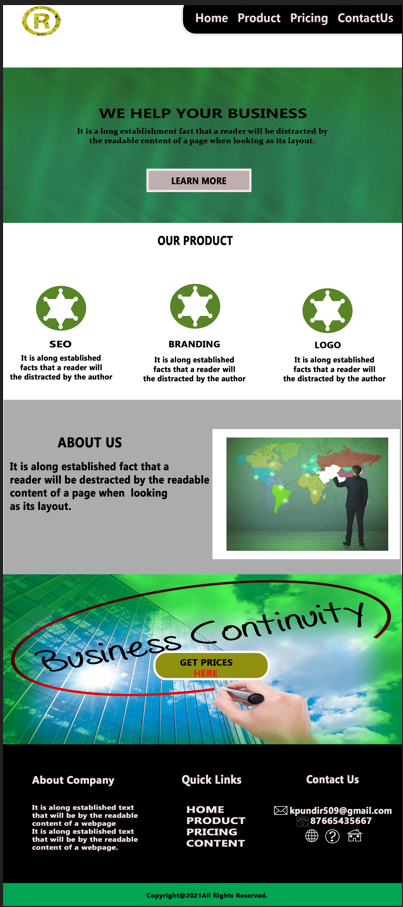 R
Home Product Pricing ContactUs
WE HELP YOUR BUSINESS
It is a long establishment fact that a reader will be distracted by
the readable content of a page when looking as its layout.
LEARN MORE
OUR PRODUCT
SEO
It is along established
facts that a reader will
the distracted by the author
BRANDING
It is along established
facts that a reader will
the distracted by the author
LOGO
It is along established
facts that a reader will
the distracted by the author
ABOUT US
It is along established fact that a
reader will be destracted by the readable
content of a page when looking
as its layout.
Business Continuity
GET PRICES
HERE
About Company
It is along established text
that will be by the readable
content of a webpage
It is along established text
that will be by the readable
content of a webpage.
Quick Links
HOME
PRODUCT
PRICING
CONTENT
Contact Us
kpundir509@gmail.com
87665435667
Copyright@2021All Rights Reserved.